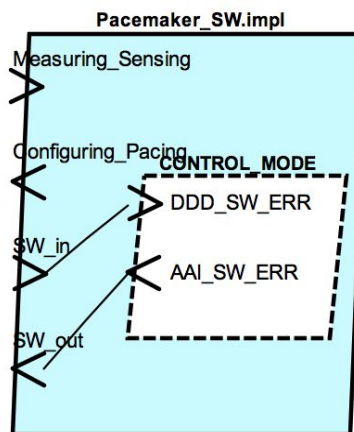 Pacemaker_SW.impl
Measuring_Sensing
Configuring_Pacing
CONTROL_MODE
DDD_SW_ERR
SW_in
AAI_SW_ERR
SW_out